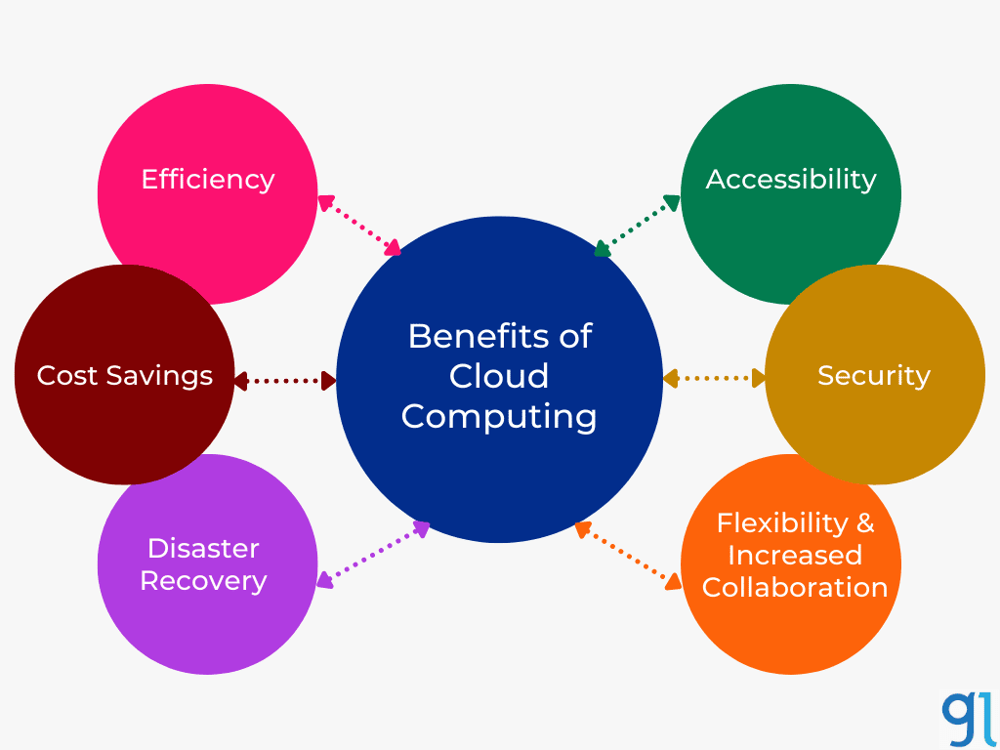 Efficiency
Accessibility
Benefits of
Cloud
Computing
Cost Savings
Security
Disaster
Recovery
Flexibility &
Increased
Collaboration
gl